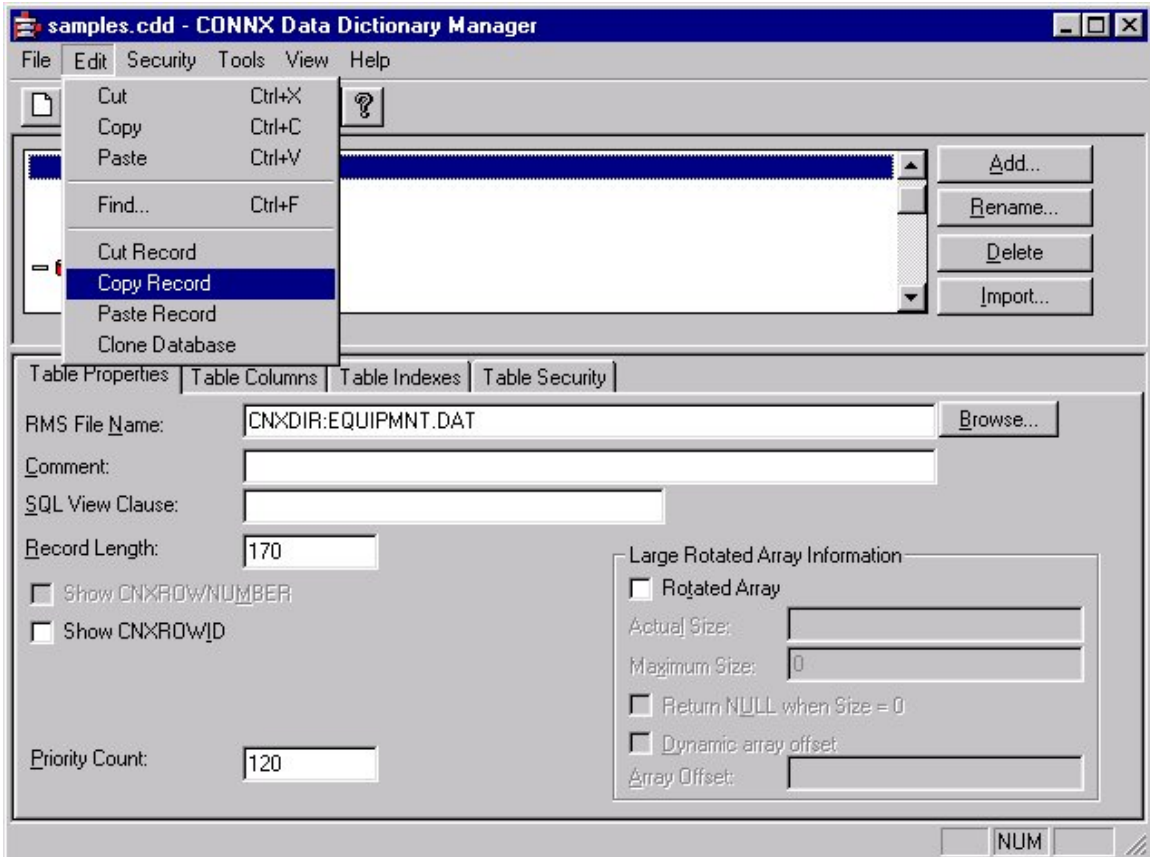 samples.cdd - CONNX Data Dictionary Manager
File Edit Security Tools View Help
Cut Ctrl+X
Copy Ctrl+C
Paste Ctrl+V
Find... Ctrl+F
Cut Record
Copy Record
Paste Record
Clone Database
Add...
Rename...
Delete
Import...
Table Properties Table Columns Table Indexes Table Security
RMS File Name: CNXDIR:EQUIPMNT.DAT Browse...
Comment:
SQL View Clause:
Record Length: 170
Show CNXROWNUMBER
Show CNXROWID
Priority Count: 120
Large Rotated Array Information
Rotated Array
Actual Size:
Maximum Size: 0
Return NULL when Size = 0
Dynamic array offset
Array Offset:
NUM